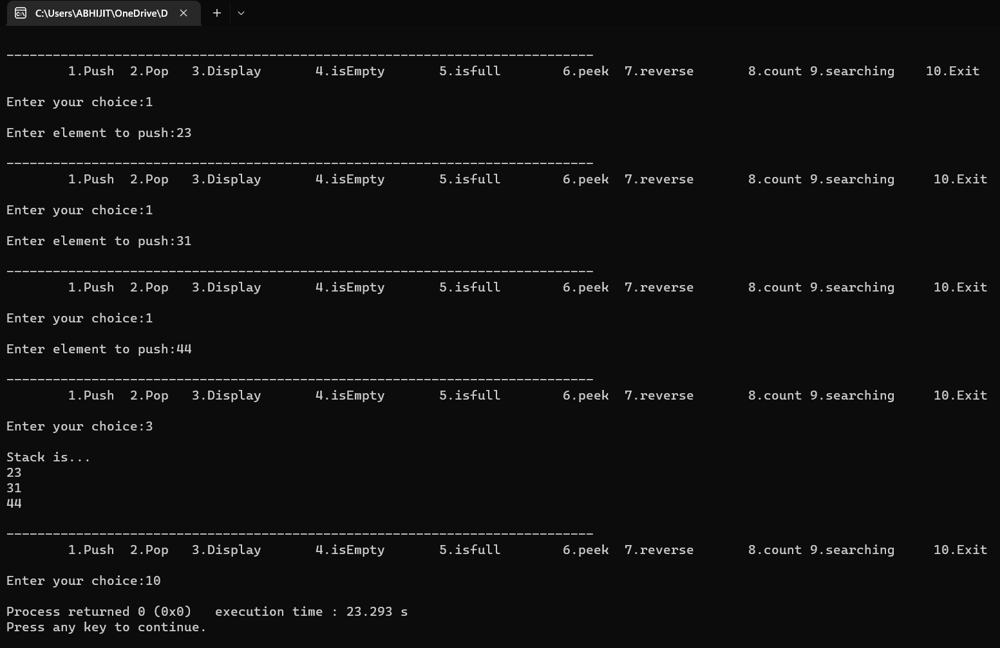 C:\Users\ABHIJIT\OneDrive\D
----------------------------------------------------------------------------
1.Push 2.Pop 3.Display 4.isEmpty 5.isfull 6.peek 7.reverse 8.count 9.searching 10.Exit
Enter your choice:1
Enter element to push:23
----------------------------------------------------------------------------
1.Push 2.Pop 3.Display 4.isEmpty 5.isfull 6.peek 7.reverse 8.count 9.searching 10.Exit
Enter your choice:1
Enter element to push:31
----------------------------------------------------------------------------
1.Push 2.Pop 3.Display 4.isEmpty 5.isfull 6.peek 7.reverse 8.count 9.searching 10.Exit
Enter your choice:1
Enter element to push:44
----------------------------------------------------------------------------
1.Push 2.Pop 3.Display 4.isEmpty 5.isfull 6.peek 7.reverse 8.count 9.searching 10.Exit
Enter your choice:3
Stack is...
23
31
44
----------------------------------------------------------------------------
1.Push 2.Pop 3.Display 4.isEmpty 5.isfull 6.peek 7.reverse 8.count 9.searching 10.Exit
Enter your choice:10
Process returned 0 (0x0) execution time : 23.293 s
Press any key to continue.